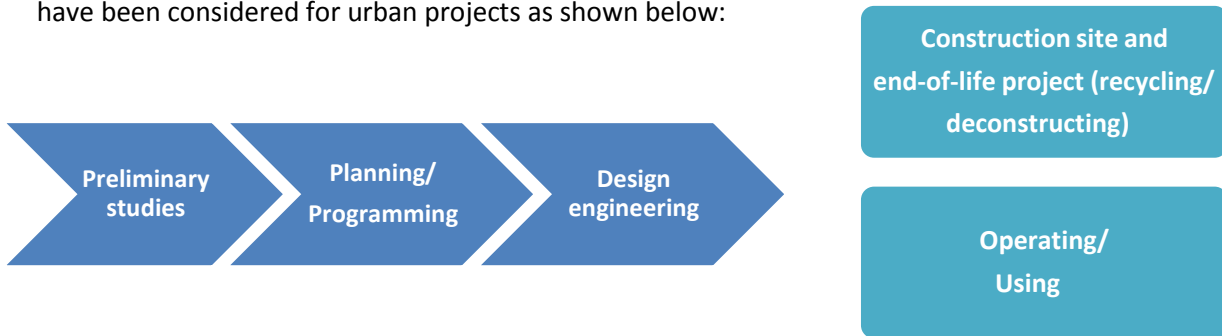 have been considered for urban projects as shown below:
Preliminary
studies
Planning/
Programming
Design
engineering
Construction site and
end-of-life project (recycling/
deconstructing)
Operating/
Using